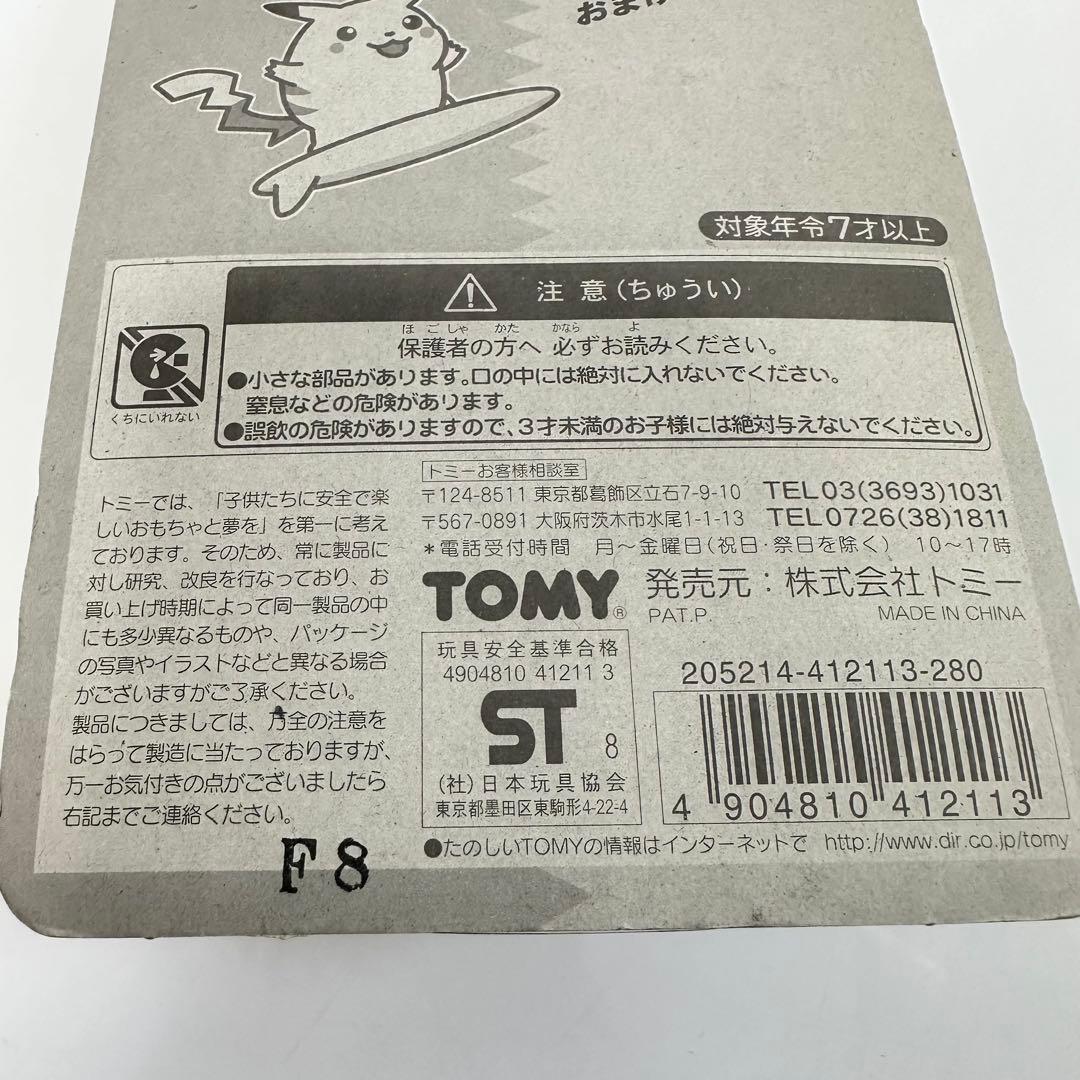 おまけ
対象年令7才以上
注意(ちゅうい)
ほごしゃ かた かなら よ
保護者の方へ 必ずお読みください。
●小さな部品があります。口の中には絶対に入れないでください。
窒息などの危険があります。
●誤飲の危険がありますので、3才未満のお子様には絶対与えないでください。
くちにいれない
トミーでは、「子供たちに安全で楽
しいおもちゃと夢を」を第一に考え
ております。そのため、常に製品に
対し研究、改良を行なっており、お
買い上げ時期によって同一製品の中
にも多少異なるものや、パッケージ
の写真やイラストなどと異なる場合
がございますがご了承ください。
製品につきましては、万全の注意を
はらって製造に当たっておりますが、
万一お気付きの点がございましたら
右記までご連絡ください。
F8
トミーお客様相談室
〒124-8511 東京都葛飾区立石7-9-10 TEL03(3693)1031
〒567-0891 大阪府茨木市水尾1-1-13 TEL0726(38)1811
*電話受付時間 月〜金曜日(祝日·祭日を除く) 10〜17時
TOMY® 発売元:株式会社トミー
PAT.P. MADE IN CHINA
玩具安全基準合格
4904810 41211 3
ST 8
(社)日本玩具協会
東京都墨田区東駒形4-22-4
205214-412113-280
4 904810 412113
●たのしいTOMYの情報はインターネットで http://www.dir.co.jp/tomy